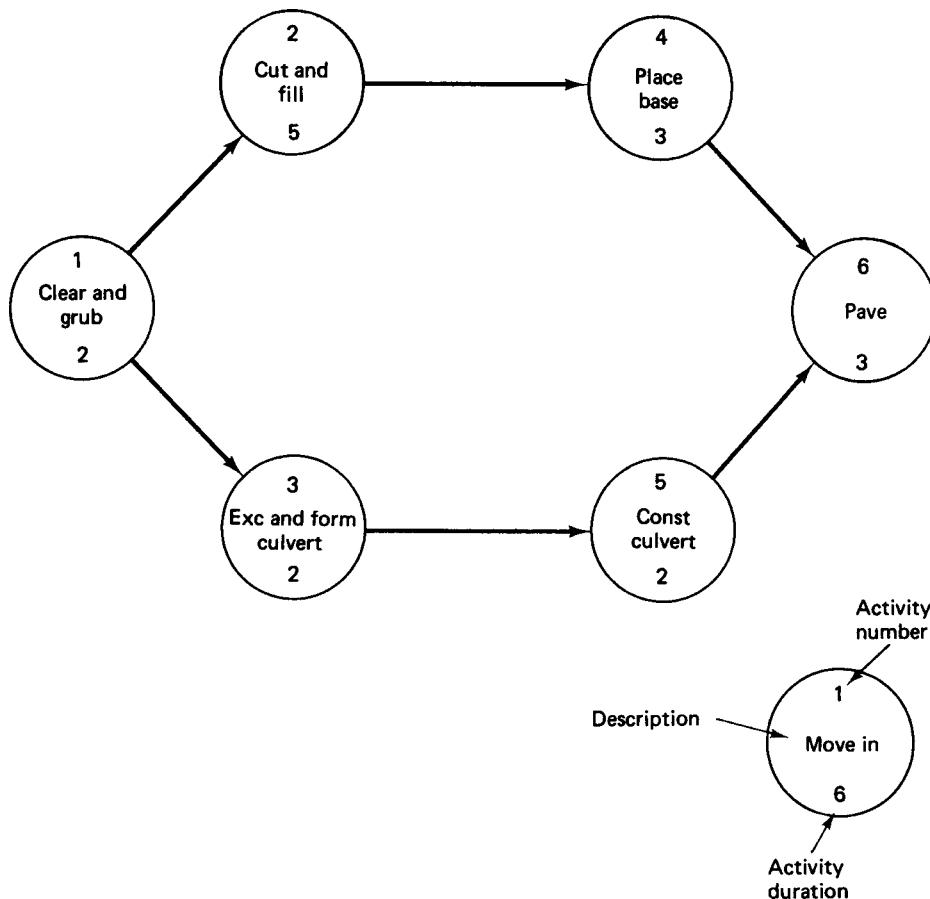 2
Cut and
fill
5
4
Place
base
3
1
Clear and
grub
2
6
Pave
3
3
Exc and form
culvert
2
5
Const
culvert
2
Activity
number
Description
1
Move in
6
Activity
duration